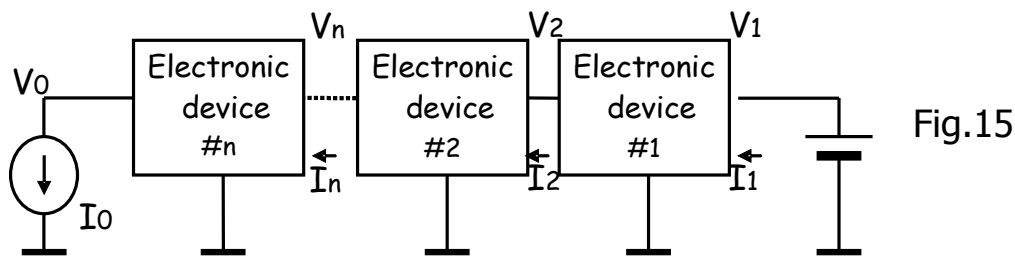 V0
Electronic
device
#n
Vn
In
Electronic
device
#2
V2
I2
Electronic
device
#1
V1
I1
I0
Fig.15